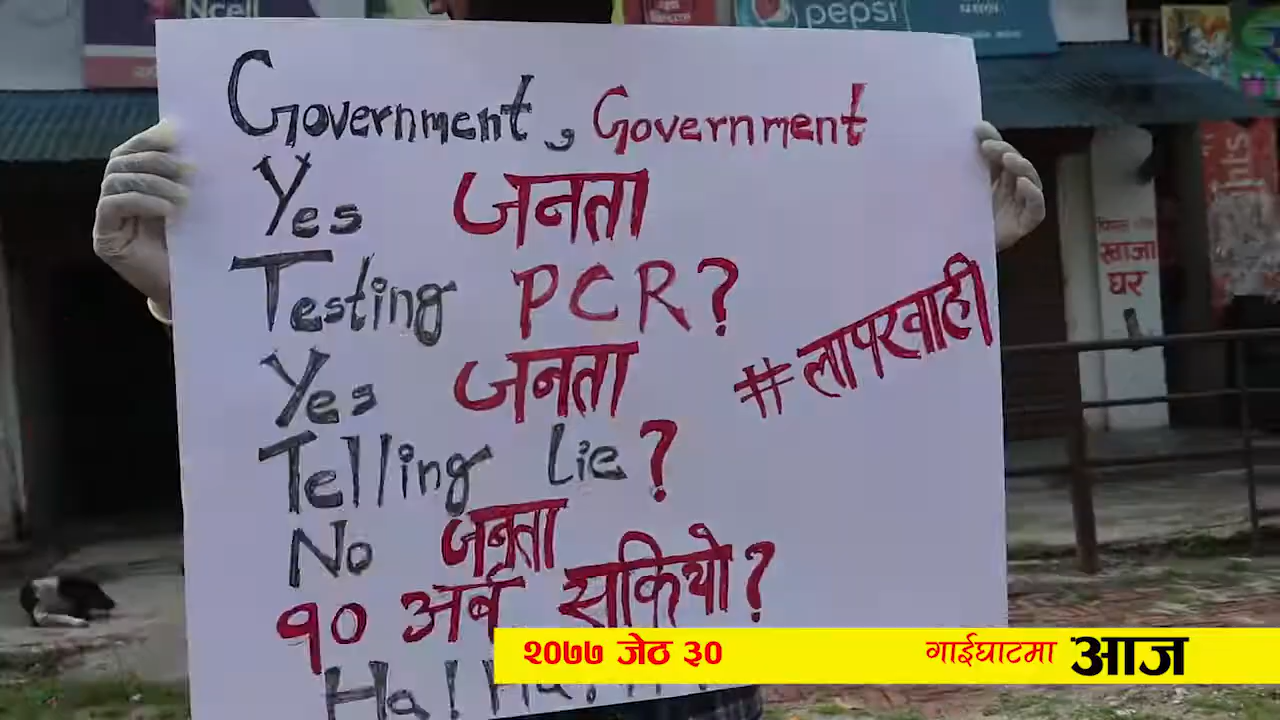 Ncell
pepsi
Government, Government
Yes जनता
Testing PCR?
Yes जनता
Telling Lie?
No जनता
१० अर्ब सकियो?
Ha! Ha!
#लापरवाही
खाजा
घर
२०७७ जेठ ३०
गाईघाटमा आज